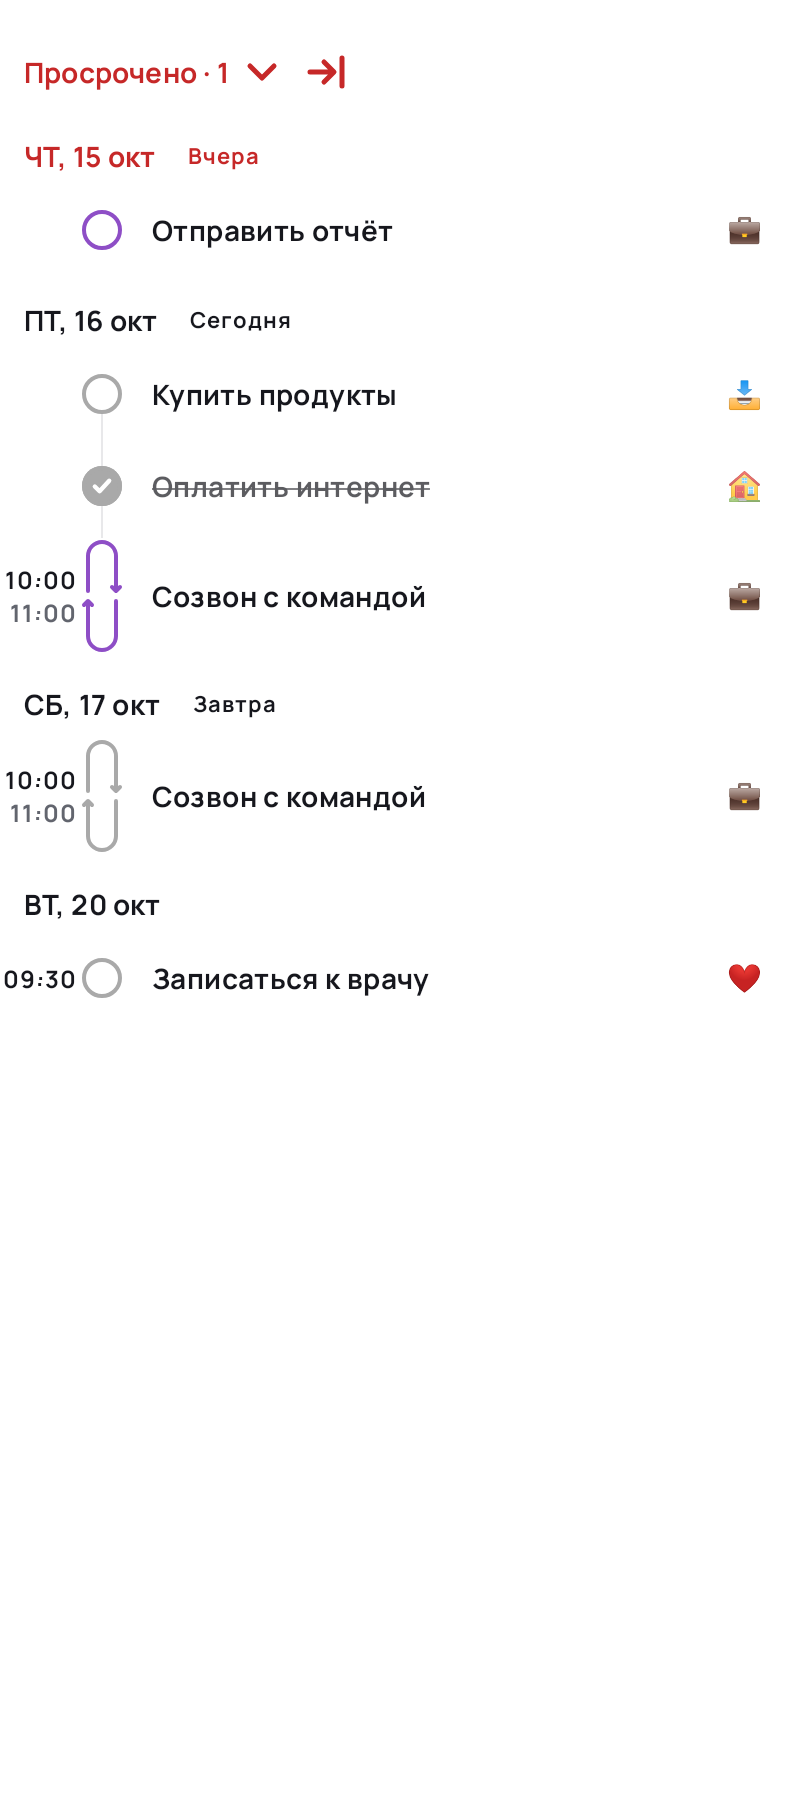 Просрочено · 1
ЧТ, 15 окт Вчера
Отправить отчёт
ПТ, 16 окт Сегодня
Купить продукты
Оплатить интернет
10:00
11:00
Созвон с командой
СБ, 17 окт Завтра
10:00
11:00
Созвон с командой
ВТ, 20 окт
09:30 Записаться к врачу